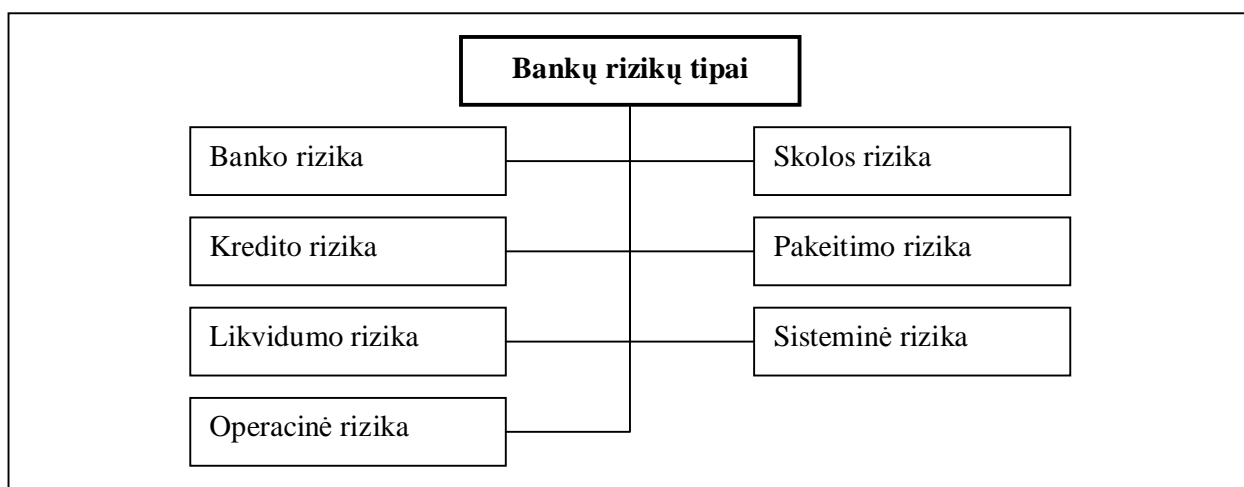 Bankų rizikų tipai
Banko rizika
Skolos rizika
Kredito rizika
Pakeitimo rizika
Likvidumo rizika
Sisteminė rizika
Operacinė rizika